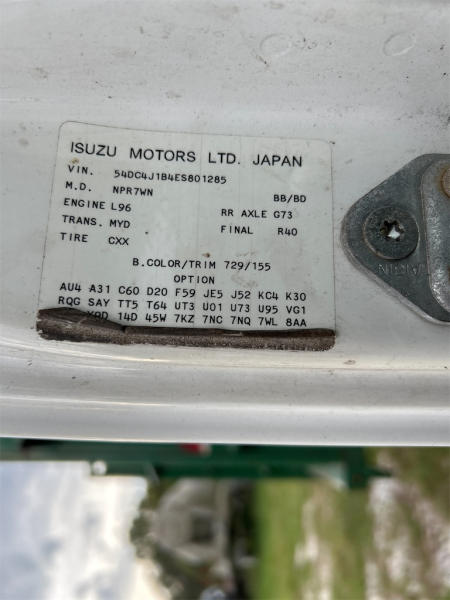 ISUZU MOTORS LTD. JAPAN
VIN. 54DC4J1B4ES801285
M.D. NPR7WN BB/BD
ENGINE L96 RR AXLE G73
TRANS. MYD FINAL R40
TIRE CXX
B.COLOR/TRIM 729/155
OPTION
AU4 A31 C60 D20 F59 JE5 J52 KC4 K30
RQG SAY TT5 T64 UT3 U01 U73 U95 VG1
14D 45W 7KZ 7NC 7NQ 7WL 8AA